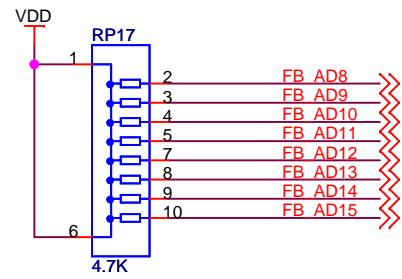 VDD
RP17
1
2 FB_AD8
3 FB_AD9
4 FB_AD10
5 FB_AD11
7 FB_AD12
8 FB_AD13
9 FB_AD14
10 FB_AD15
6
4.7K